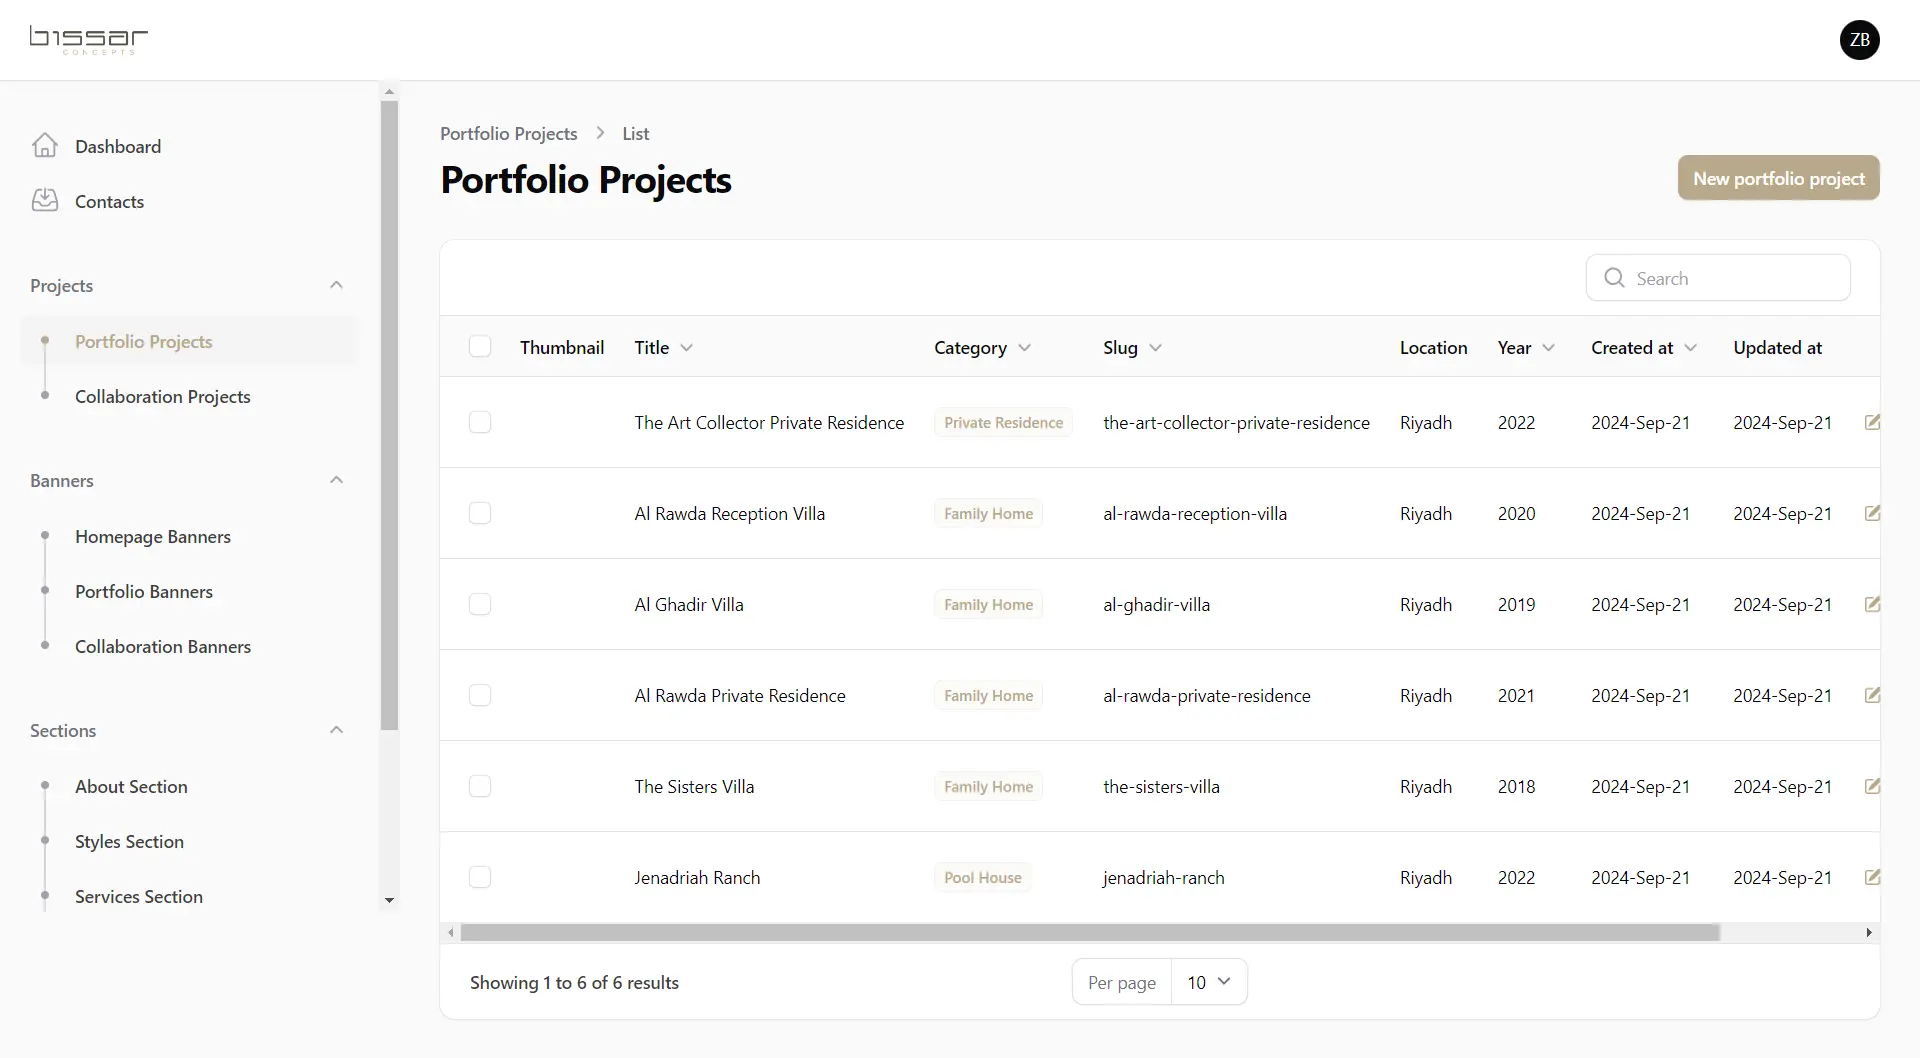 bissar
CONCEPTS
ZB
Dashboard
Contacts
Projects
Portfolio Projects
Collaboration Projects
Banners
Homepage Banners
Portfolio Banners
Collaboration Banners
Sections
About Section
Styles Section
Services Section
Portfolio Projects > List
Portfolio Projects
New portfolio project
Search
Thumbnail Title Category Slug Location Year Created at Updated at
The Art Collector Private Residence Private Residence the-art-collector-private-residence Riyadh 2022 2024-Sep-21 2024-Sep-21
Al Rawda Reception Villa Family Home al-rawda-reception-villa Riyadh 2020 2024-Sep-21 2024-Sep-21
Al Ghadir Villa Family Home al-ghadir-villa Riyadh 2019 2024-Sep-21 2024-Sep-21
Al Rawda Private Residence Family Home al-rawda-private-residence Riyadh 2021 2024-Sep-21 2024-Sep-21
The Sisters Villa Family Home the-sisters-villa Riyadh 2018 2024-Sep-21 2024-Sep-21
Jenadriah Ranch Pool House jenadriah-ranch Riyadh 2022 2024-Sep-21 2024-Sep-21
Showing 1 to 6 of 6 results
Per page 10